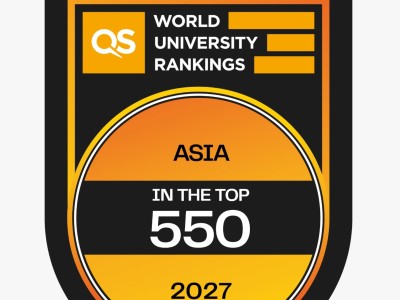 QS
WORLD
UNIVERSITY
RANKINGS
ASIA
IN THE TOP
550
2027